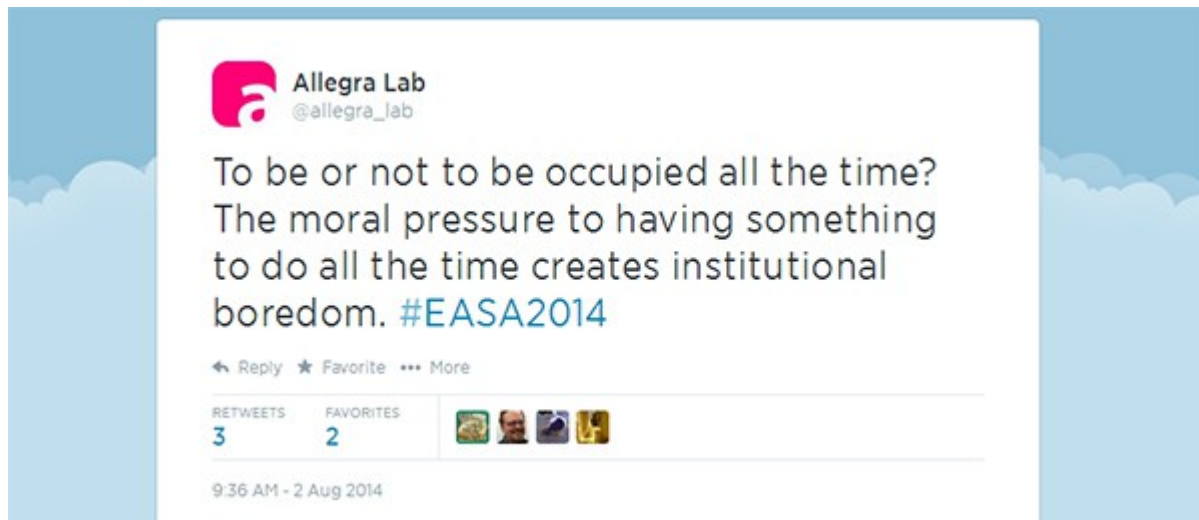 Allegra Lab
@allegra_lab
To be or not to be occupied all the time?
The moral pressure to having something
to do all the time creates institutional
boredom. #EASA2014
Reply Favorite More
RETWEETS FAVORITES
3 2
9:36 AM - 2 Aug 2014